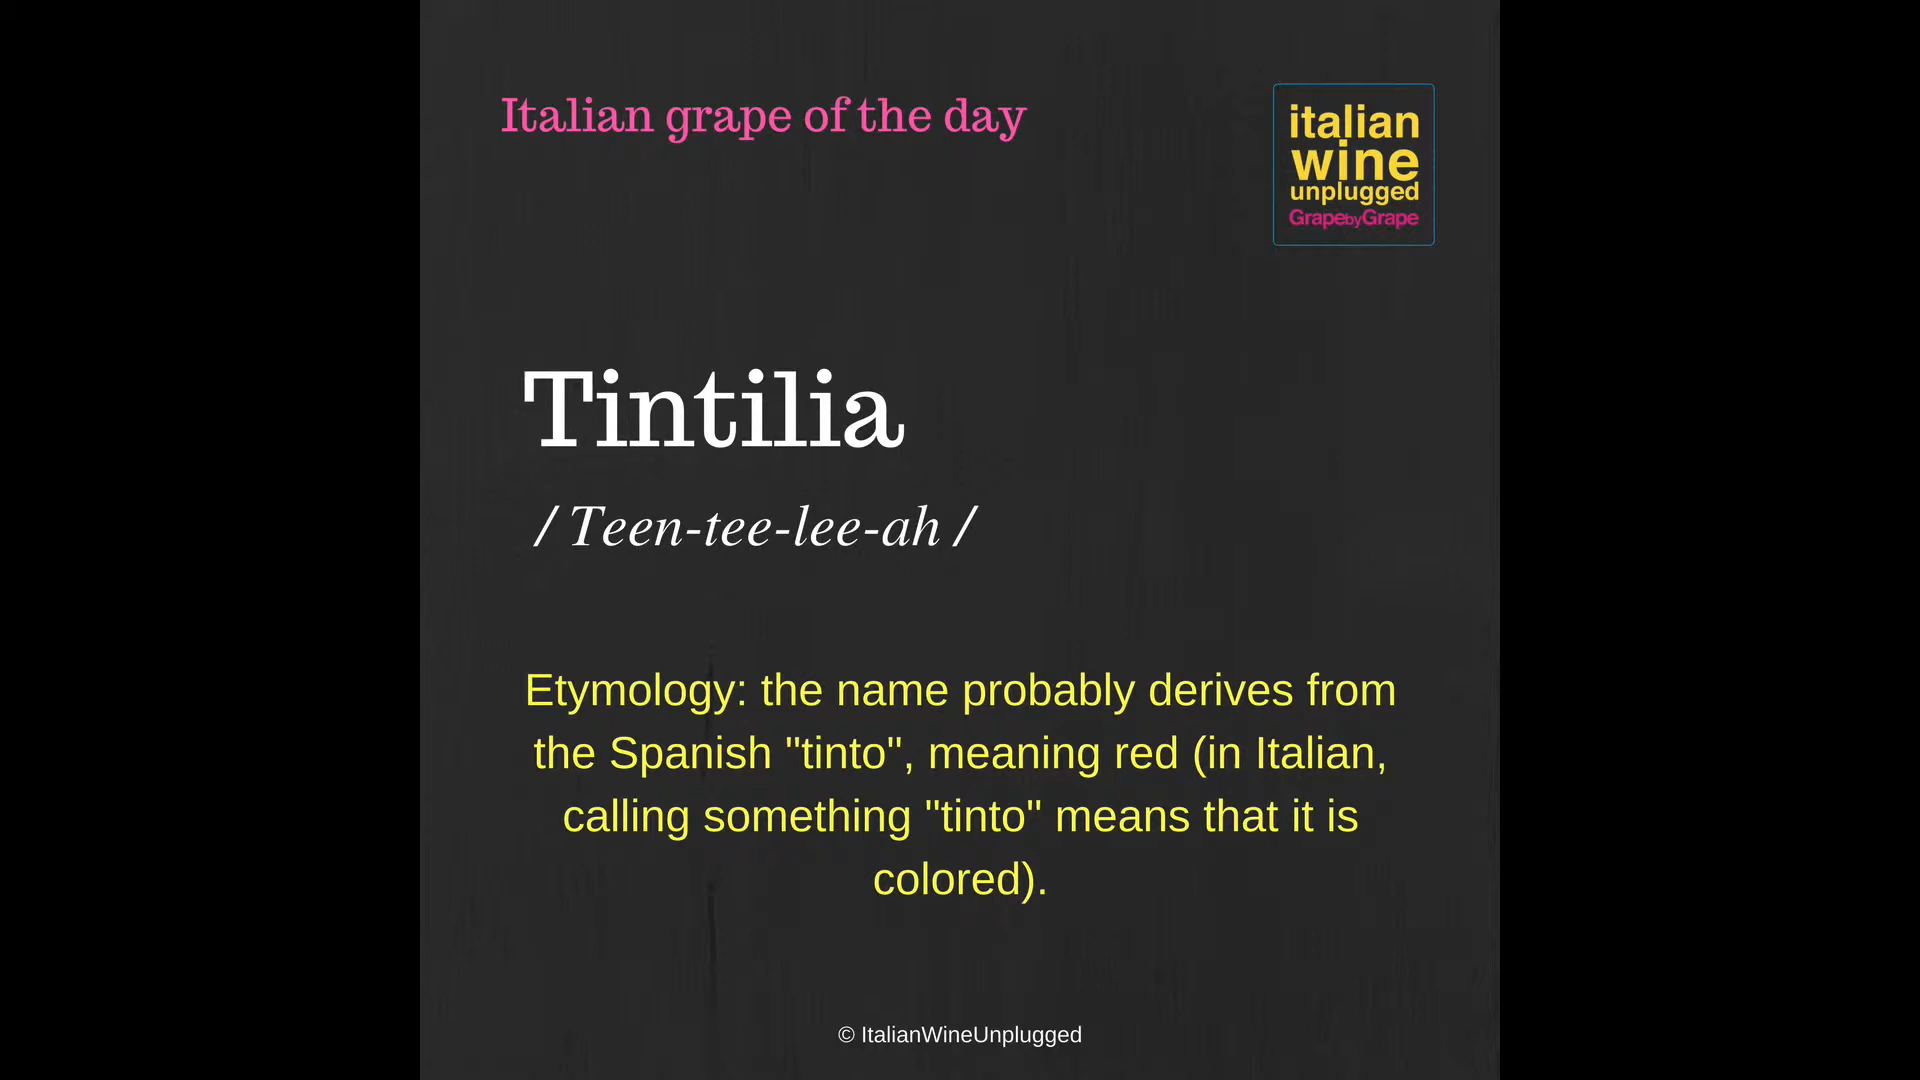 Italian grape of the day
italian
wine
unplugged
GrapebyGrape
Tintilia
/ Teen-tee-lee-ah /
Etymology: the name probably derives from
the Spanish "tinto", meaning red (in Italian,
calling something "tinto" means that it is
colored).
© ItalianWineUnplugged